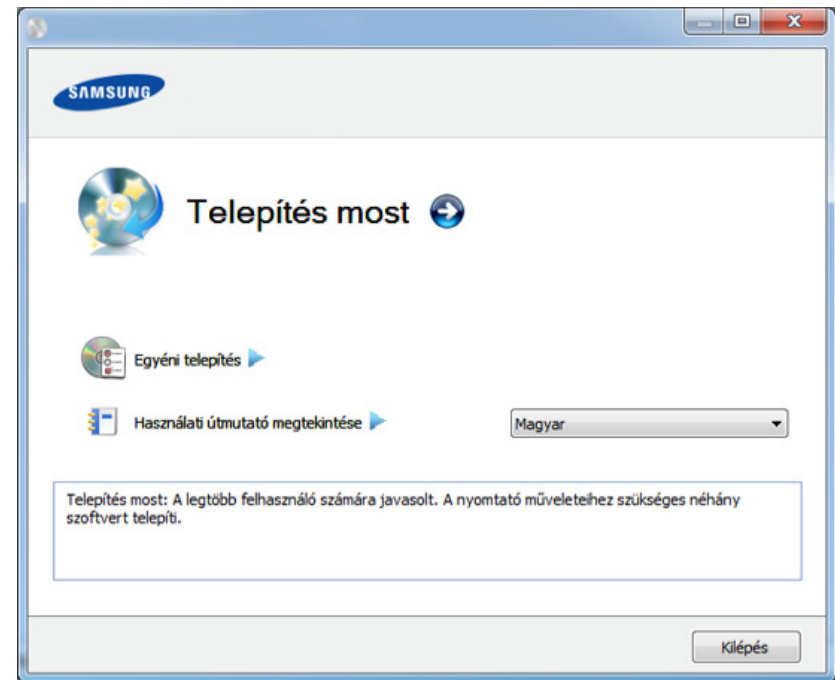 SAMSUNG
Telepítés most
Egyéni telepítés
Használati útmutató megtekintése
Magyar
Telepítés most: A legtöbb felhasználó számára javasolt. A nyomtató műveleteihez szükséges néhány
szoftvert telepíti.
Kilépés